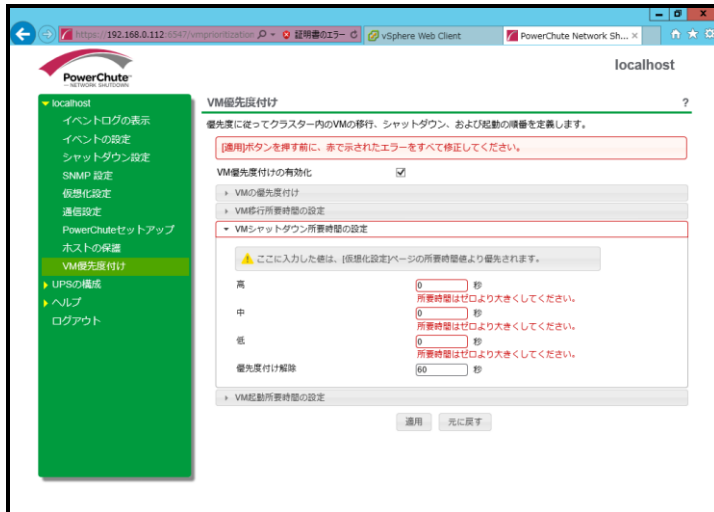 https://192.168.0.112:6547/vmprioritization
証明書のエラー
vSphere Web Client
PowerChute Network Sh...
PowerChute
NETWORK SHUTDOWN
localhost
localhost
イベントログの表示
イベントの設定
シャットダウン設定
SNMP 設定
仮想化設定
通信設定
PowerChuteセットアップ
ホストの保護
VM優先度付け
UPSの構成
ヘルプ
ログアウト
VM優先度付け
?
優先度に従ってクラスター内のVMの移行、シャットダウン、および起動の順番を定義します。
[適用]ボタンを押す前に、赤で示されたエラーをすべて修正してください。
VM優先度付けの有効化
VMの優先度付け
VM移行所要時間の設定
VMシャットダウン所要時間の設定
ここに入力した値は、[仮想化設定]ページの所要時間値より優先されます。
高 0 秒
所要時間はゼロより大きくしてください。
中 0 秒
所要時間はゼロより大きくしてください。
低 0 秒
所要時間はゼロより大きくしてください。
優先度付け解除 60 秒
VM起動所要時間の設定
適用 元に戻す